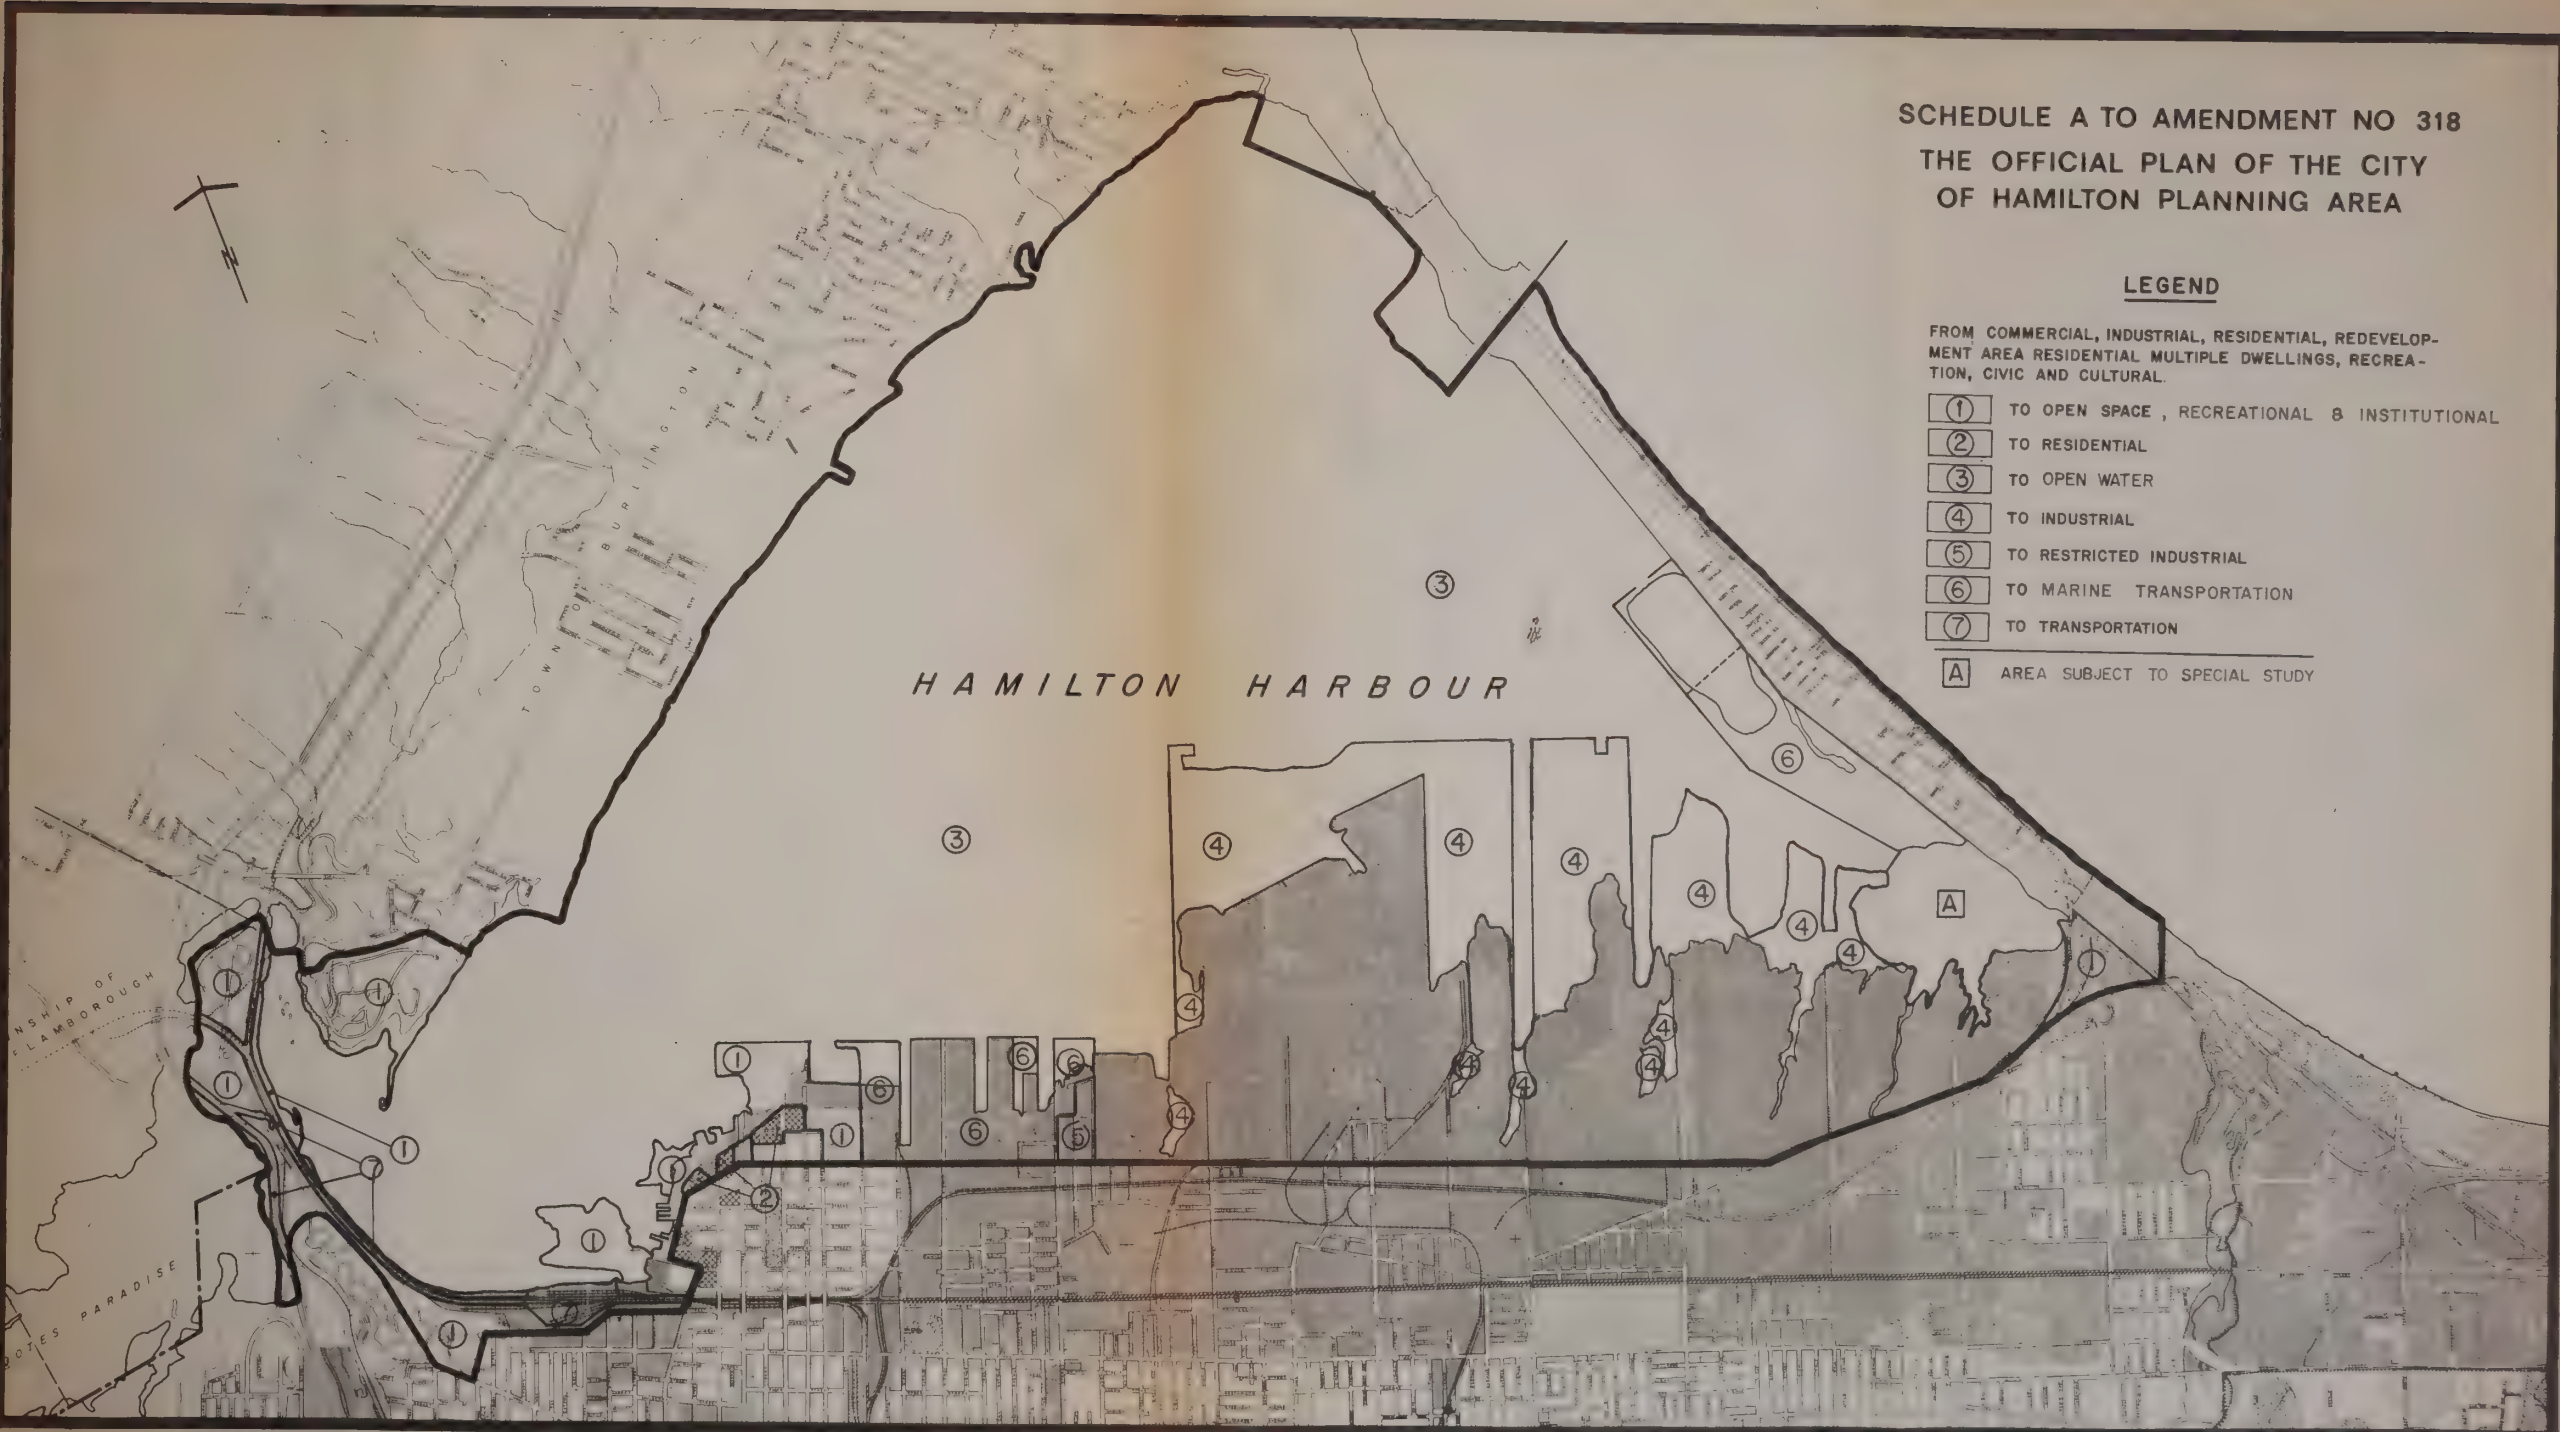 SCHEDULE A TO AMENDMENT NO 318
THE OFFICIAL PLAN OF THE CITY
OF HAMILTON PLANNING AREA
LEGEND
FROM COMMERCIAL, INDUSTRIAL, RESIDENTIAL, REDEVELOP-
MENT AREA RESIDENTIAL MULTIPLE DWELLINGS, RECREA-
TION, CIVIC AND CULTURAL.
1 TO OPEN SPACE, RECREATIONAL & INSTITUTIONAL
2 TO RESIDENTIAL
3 TO OPEN WATER
4 TO INDUSTRIAL
5 TO RESTRICTED INDUSTRIAL
6 TO MARINE TRANSPORTATION
7 TO TRANSPORTATION
A AREA SUBJECT TO SPECIAL STUDY
N
TOWN OF BURLINGTON
3
HAMILTON HARBOUR
6
3
4
4
4
4
4
4
A
1
1
1
NSHIP OF
FLAMBOROUGH
4
4
4
4
4
4
1
6
6
6
1
1
6
5
4
1
7
1
2
1
OOTES PARADISE
7
1